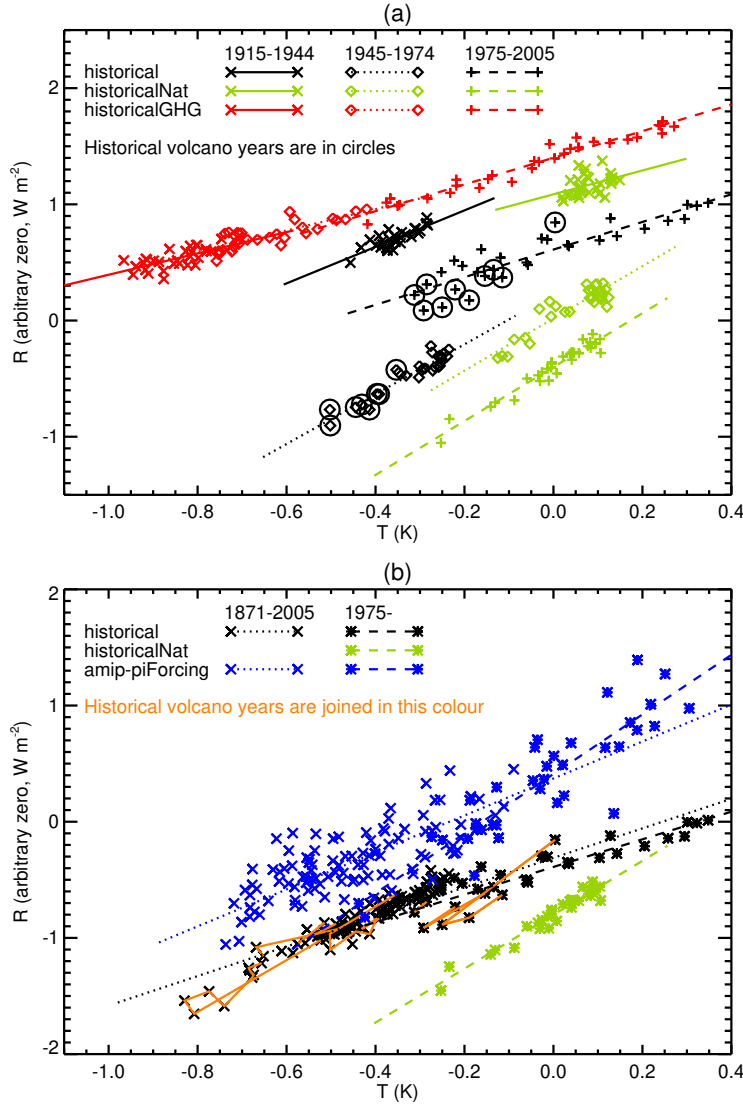 (a)
1915-1944 1945-1974 1975-2005
historical
historicalNat
historicalGHG
Historical volcano years are in circles
2
1
0
-1
R (arbitrary zero, W m-2)
-1.0 -0.8 -0.6 -0.4 -0.2 0.0 0.2 0.4
T (K)
(b)
1871-2005 1975-
historical
historicalNat
amip-piForcing
Historical volcano years are joined in this colour
2
1
0
-1
-2
R (arbitrary zero, W m-2)
-1.0 -0.8 -0.6 -0.4 -0.2 0.0 0.2 0.4
T (K)